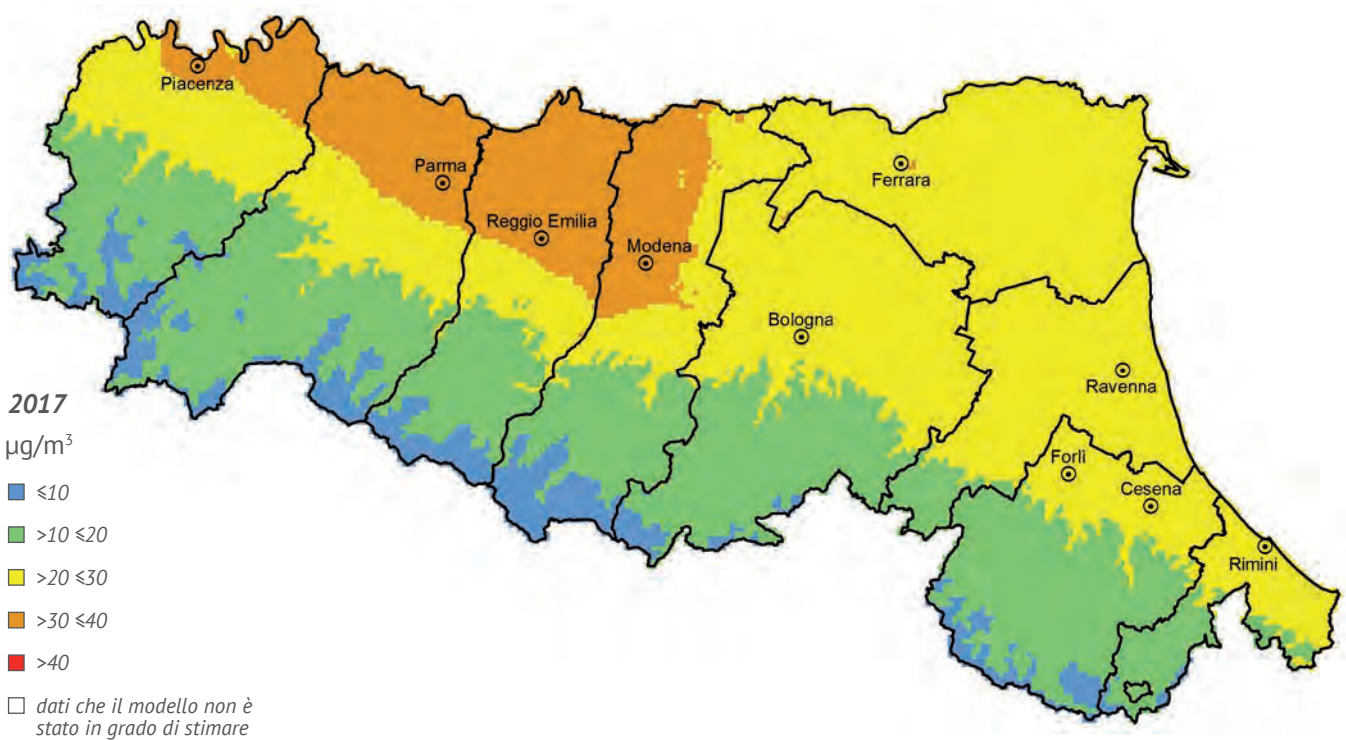 Piacenza
Parma
Ferrara
Reggio Emilia
Modena
Bologna
Ravenna
Forlì
Cesena
Rimini
2017
µg/m³
≤10
>10 ≤20
>20 ≤30
>30 ≤40
>40
dati che il modello non è
stato in grado di stimare